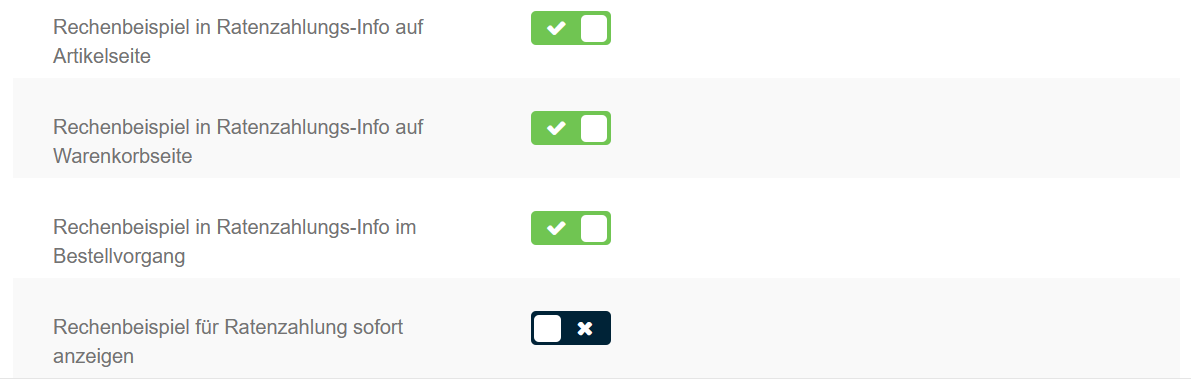 Rechenbeispiel in Ratenzahlungs-Info auf
Artikelseite
Rechenbeispiel in Ratenzahlungs-Info auf
Warenkorbseite
Rechenbeispiel in Ratenzahlungs-Info im
Bestellvorgang
Rechenbeispiel für Ratenzahlung sofort
anzeigen